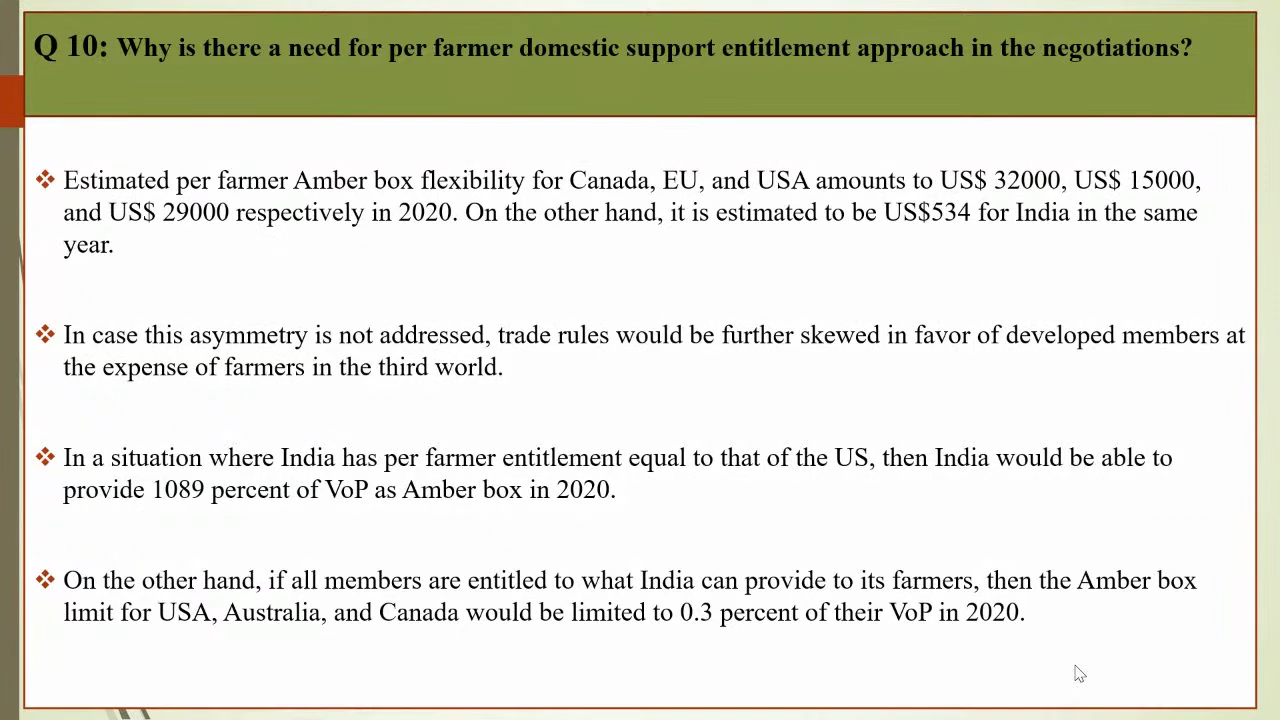 Q 10: Why is there a need for per farmer domestic support entitlement approach in the negotiations?
Estimated per farmer Amber box flexibility for Canada, EU, and USA amounts to US$ 32000, US$ 15000,
and US$ 29000 respectively in 2020. On the other hand, it is estimated to be US$534 for India in the same
year.
In case this asymmetry is not addressed, trade rules would be further skewed in favor of developed members at
the expense of farmers in the third world.
In a situation where India has per farmer entitlement equal to that of the US, then India would be able to
provide 1089 percent of VoP as Amber box in 2020.
On the other hand, if all members are entitled to what India can provide to its farmers, then the Amber box
limit for USA, Australia, and Canada would be limited to 0.3 percent of their VoP in 2020.